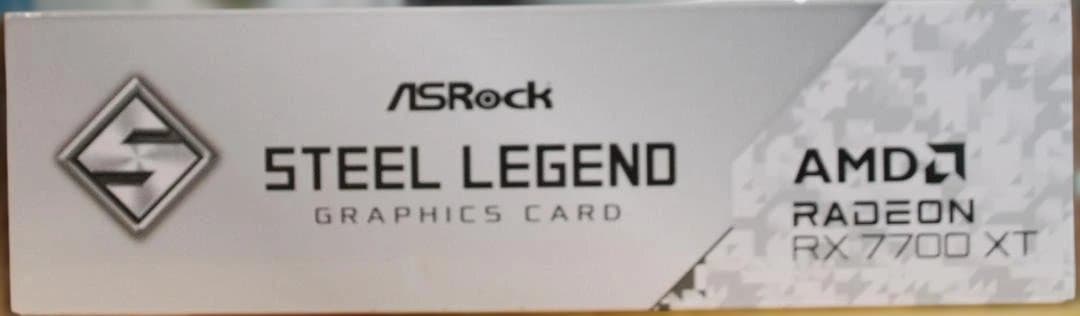 ASRock
STEEL LEGEND
GRAPHICS CARD
AMD
RADEON
RX 7700 XT